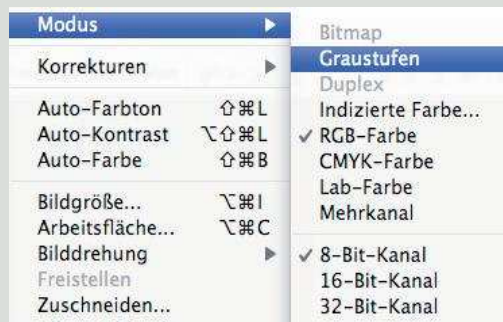 Modus
Korrekturen
Auto-Farbton ⇧⌘L
Auto-Kontrast ⌥⇧⌘L
Auto-Farbe ⇧⌘B
Bildgröße... ⌥⌘I
Arbeitsfläche... ⌥⌘C
Bilddrehung
Freistellen
Zuschneiden...
Bitmap
Graustufen
Duplex
Indizierte Farbe...
✓ RGB-Farbe
CMYK-Farbe
Lab-Farbe
Mehrkanal
✓ 8-Bit-Kanal
16-Bit-Kanal
32-Bit-Kanal